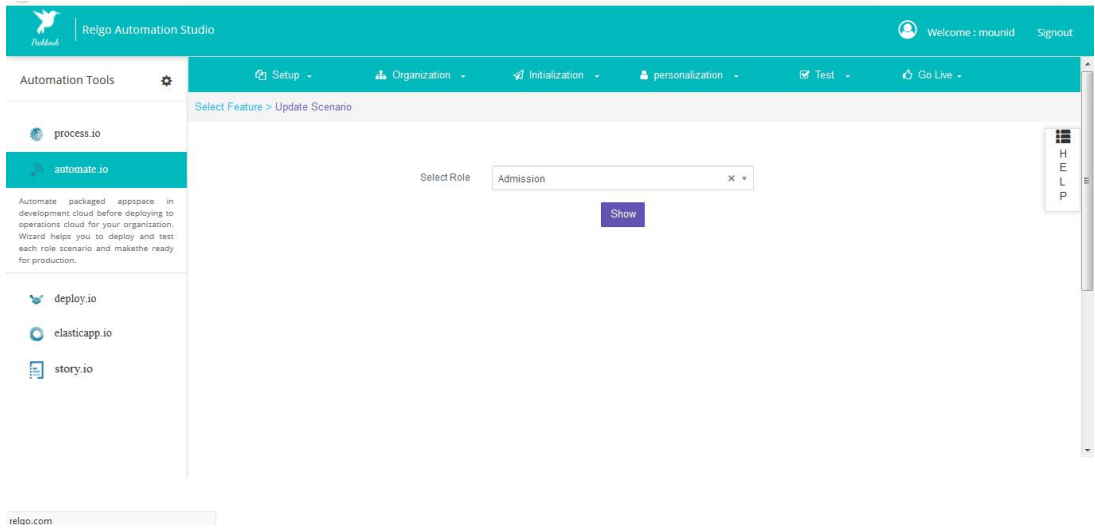 Relgo Automation Studio
Welcome : mounid
Signout
Automation Tools
Setup
Organization
Initialization
personalization
Test
Go Live
Select Feature > Update Scenario
process.io
automate.io
Automate packaged appspace in
development cloud before deploying to
operations cloud for your organization.
Wizard helps you to deploy and test
each role scenario and makethe ready
for production.
deploy.io
elasticapp.io
story.io
Select Role
Admission
Show
H
E
L
P
relgo.com